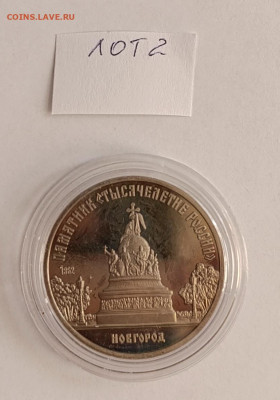 COINS.LAVE.RU
ЛОТ 2
ПАМЯТНИК «ТЫСЯЧЕЛЕТИЕ РОССИИ»
1862
НОВГОРОД